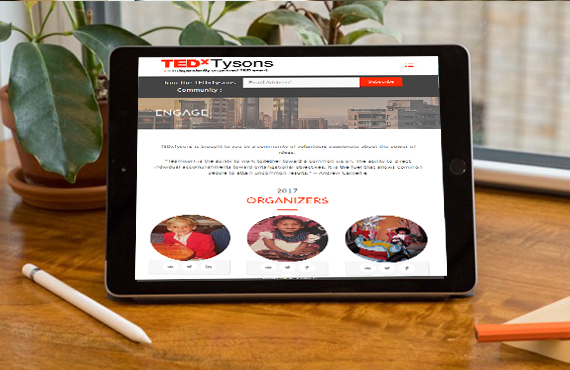 TEDxTysons
independently organized TED event
Join the TEDxTysons
Community :
Email Address*
Subscribe
ENGAGE
TEDxTysons is brought to you by a community of volunteers passionate about the power of
ideas.
"Teamwork is the ability to work together toward a common vision. The ability to direct
individual accomplishments toward organizational objectives. It is the fuel that allows common
people to attain uncommon results." – Andrew Carnegie
2017
ORGANIZERS